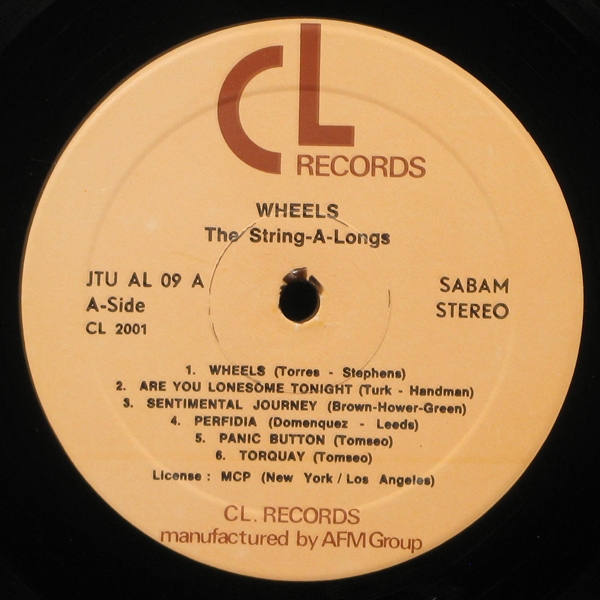 CL
RECORDS
WHEELS
The String-A-Longs
JTU AL 09 A
A-Side
CL 2001
SABAM
STEREO
1. WHEELS (Torres - Stephens)
2. ARE YOU LONESOME TONIGHT (Turk - Handman)
3. SENTIMENTAL JOURNEY (Brown-Hower-Green)
4. PERFIDIA (Domenquez - Leeds)
5. PANIC BUTTON (Tomseo)
6. TORQUAY (Tomseo)
License : MCP (New York / Los Angeles)
CL. RECORDS
manufactured by AFM Group